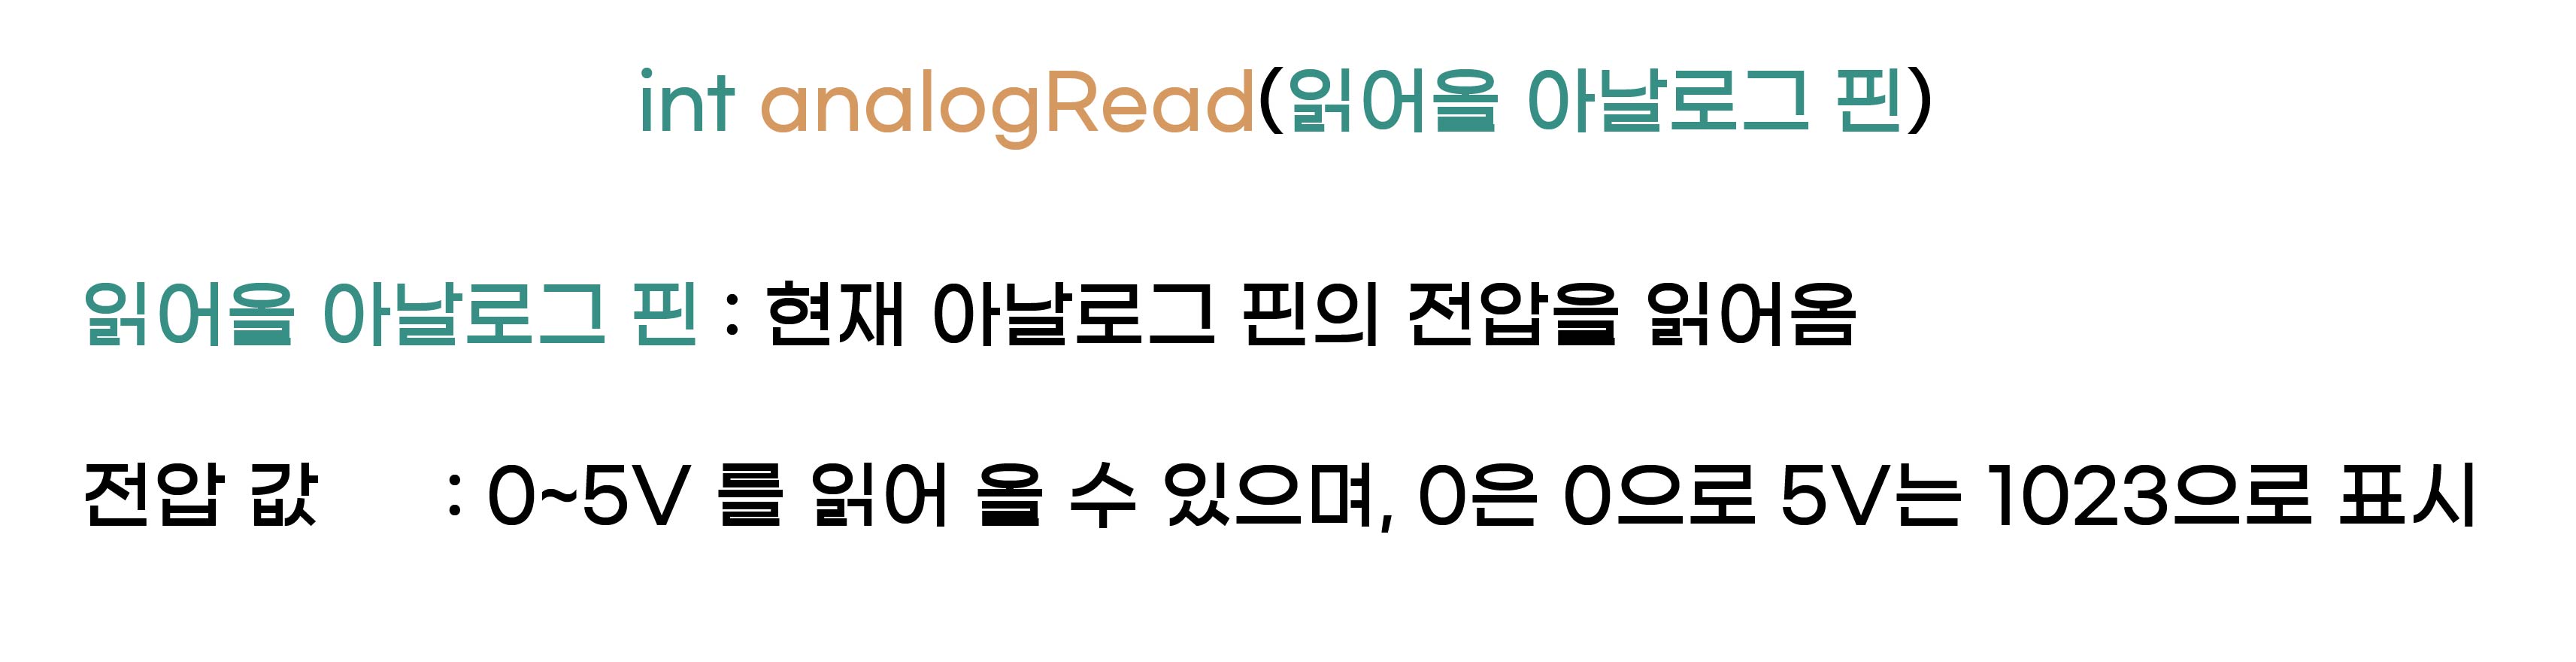 int analogRead(읽어올 아날로그 핀)
읽어올 아날로그 핀 : 현재 아날로그 핀의 전압을 읽어옴
전압 값 : 0~5V 를 읽어 올 수 있으며, 0은 0으로 5V는 1023으로 표시